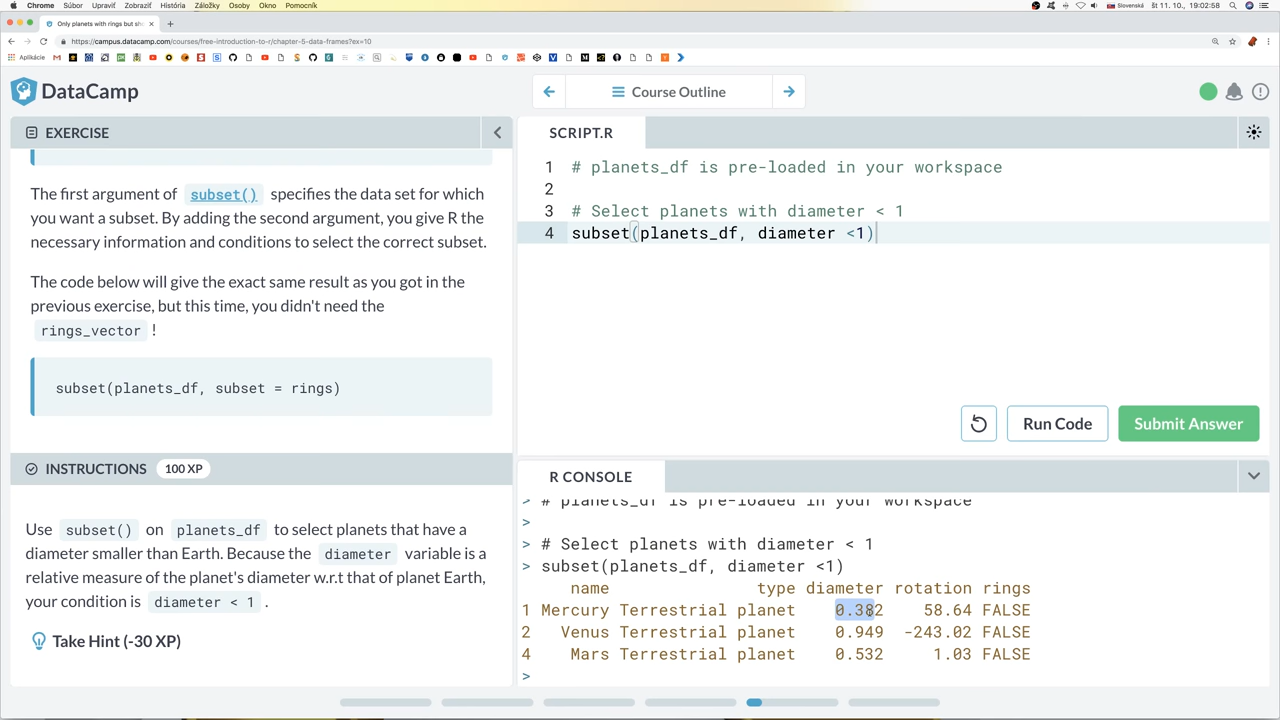 Chrome Súbor Upraviť Zobraziť História Záložky Osoby Okno Pomocník Slovenská št 11. 10., 19:02:58
Only planets with rings but sho
https://campus.datacamp.com/courses/free-introduction-to-r/chapter-5-data-frames?ex=10
Aplikácie
DataCamp
Course Outline
EXERCISE
The first argument of subset() specifies the data set for which
you want a subset. By adding the second argument, you give R the
necessary information and conditions to select the correct subset.
The code below will give the exact same result as you got in the
previous exercise, but this time, you didn't need the
rings_vector !
subset(planets_df, subset = rings)
INSTRUCTIONS 100 XP
Use subset() on planets_df to select planets that have a
diameter smaller than Earth. Because the diameter variable is a
relative measure of the planet's diameter w.r.t that of planet Earth,
your condition is diameter < 1 .
Take Hint (-30 XP)
SCRIPT.R
1 # planets_df is pre-loaded in your workspace
2
3 # Select planets with diameter < 1
4 subset(planets_df, diameter <1)
Run Code
Submit Answer
R CONSOLE
> # planets_df is pre-loaded in your workspace
>
> # Select planets with diameter < 1
> subset(planets_df, diameter <1)
name type diameter rotation rings
1 Mercury Terrestrial planet 0.382 58.64 FALSE
2 Venus Terrestrial planet 0.949 -243.02 FALSE
4 Mars Terrestrial planet 0.532 1.03 FALSE
>